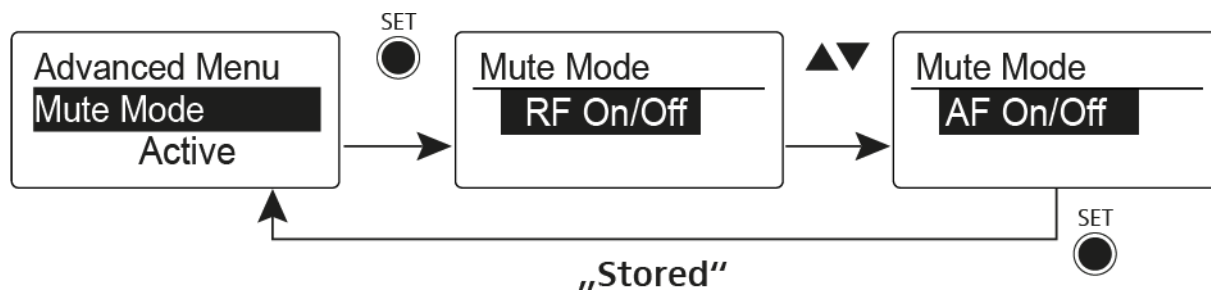 SET
Advanced Menu
Mute Mode
Active
Mute Mode
RF On/Off
Mute Mode
AF On/Off
SET
„Stored“